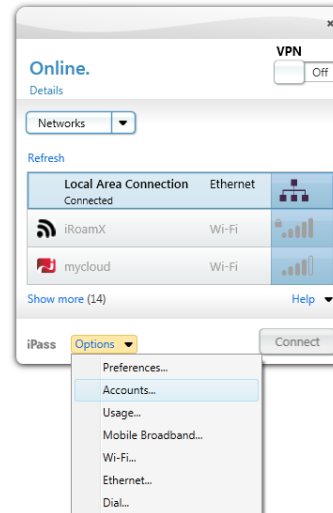 ×
VPN
Online.
Off
Details
Networks
Refresh
Local Area Connection Ethernet
Connected
iRoamX Wi-Fi
mycloud Wi-Fi
Show more (14) Help
iPass Options Connect
Preferences...
Accounts...
Usage...
Mobile Broadband...
Wi-Fi...
Ethernet...
Dial...